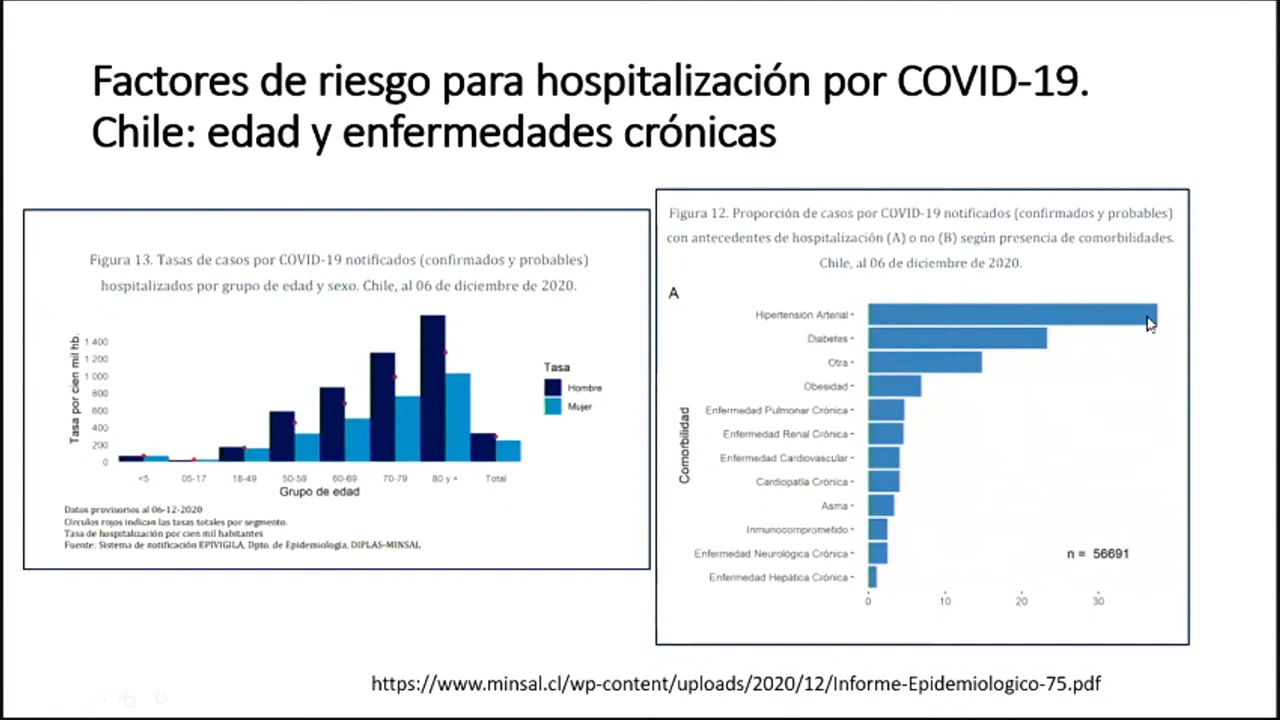 Factores de riesgo para hospitalización por COVID-19.
Chile: edad y enfermedades crónicas
Figura 13. Tasas de casos por COVID-19 notificados (confirmados y probables)
hospitalizados por grupo de edad y sexo. Chile, al 06 de diciembre de 2020.
Tasa por cien mil hb.
1 400
1 200
1 000
800
600
400
200
0
<5
05-17
18-49
50-59
60-69
70-79
80 y +
Total
Grupo de edad
Tasa
Hombre
Mujer
Datos provisorios al 06-12-2020
Círculos rojos indican las tasas totales por segmento.
Tasa de hospitalización por cien mil habitantes
Fuente: Sistema de notificación EPIVIGILA, Dpto. de Epidemiología, DIPLAS-MINSAL
Figura 12. Proporción de casos por COVID-19 notificados (confirmados y probables)
con antecedentes de hospitalización (A) o no (B) según presencia de comorbilidades.
Chile, al 06 de diciembre de 2020.
A
Comorbilidad
Hipertensión Arterial
Diabetes
Otra
Obesidad
Enfermedad Pulmonar Crónica
Enfermedad Renal Crónica
Enfermedad Cardiovascular
Cardiopatía Crónica
Asma
Inmunocomprometido
Enfermedad Neurológica Crónica
Enfermedad Hepática Crónica
n = 56691
0
10
20
30
https://www.minsal.cl/wp-content/uploads/2020/12/Informe-Epidemiologico-75.pdf